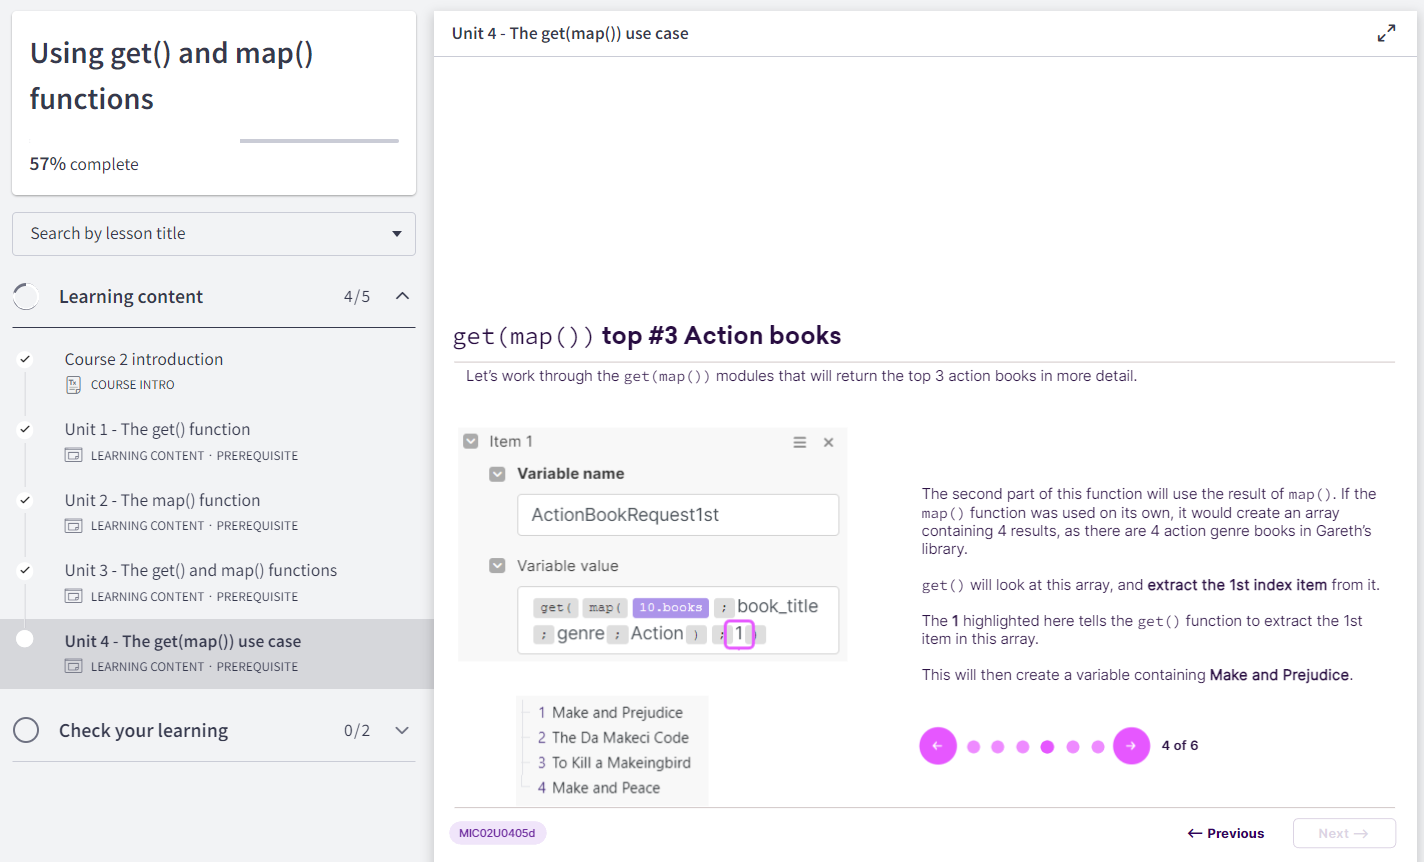 Using get() and map()
functions
57% complete
Search by lesson title
Learning content 4/5
Course 2 introduction
Tx COURSE INTRO
Unit 1 - The get() function
LEARNING CONTENT · PREREQUISITE
Unit 2 - The map() function
LEARNING CONTENT · PREREQUISITE
Unit 3 - The get() and map() functions
LEARNING CONTENT · PREREQUISITE
Unit 4 - The get(map()) use case
LEARNING CONTENT · PREREQUISITE
Check your learning 0/2
Unit 4 - The get(map()) use case
get(map()) top #3 Action books
Let's work through the get(map()) modules that will return the top 3 action books in more detail.
Item 1
Variable name
ActionBookRequest1st
Variable value
get( map( 10.books ; book_title
; genre ; Action ) ; 1 )
1 Make and Prejudice
2 The Da Makeci Code
3 To Kill a Makeingbird
4 Make and Peace
The second part of this function will use the result of map(). If the
map() function was used on its own, it would create an array
containing 4 results, as there are 4 action genre books in Gareth's
library.
get() will look at this array, and extract the 1st index item from it.
The 1 highlighted here tells the get() function to extract the 1st
item in this array.
This will then create a variable containing Make and Prejudice.
4 of 6
MIC02U0405d
← Previous
Next →